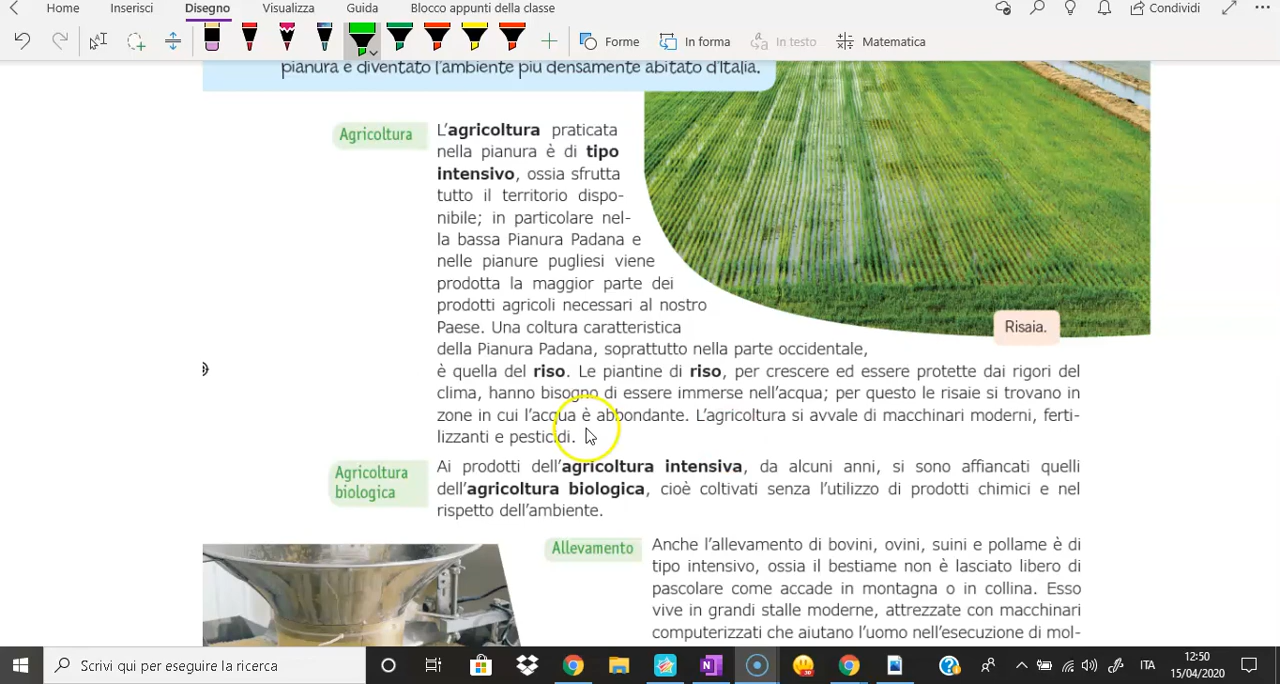 Home Inserisci Disegno Visualizza Guida Blocco appunti della classe Condividi
Forme In forma In testo Matematica
pianura è diventato l'ambiente più densamente abitato d'Italia.
Agricoltura
L'agricoltura praticata
nella pianura è di tipo
intensivo, ossia sfrutta
tutto il territorio dispo-
nibile; in particolare nel-
la bassa Pianura Padana e
nelle pianure pugliesi viene
prodotta la maggior parte dei
prodotti agricoli necessari al nostro
Paese. Una coltura caratteristica
della Pianura Padana, soprattutto nella parte occidentale,
è quella del riso. Le piantine di riso, per crescere ed essere protette dai rigori del
clima, hanno bisogno di essere immerse nell'acqua; per questo le risaie si trovano in
zone in cui l'acqua è abbondante. L'agricoltura si avvale di macchinari moderni, ferti-
lizzanti e pesticidi.
Risaia.
Agricoltura
biologica
Ai prodotti dell'agricoltura intensiva, da alcuni anni, si sono affiancati quelli
dell'agricoltura biologica, cioè coltivati senza l'utilizzo di prodotti chimici e nel
rispetto dell'ambiente.
Allevamento
Anche l'allevamento di bovini, ovini, suini e pollame è di
tipo intensivo, ossia il bestiame non è lasciato libero di
pascolare come accade in montagna o in collina. Esso
vive in grandi stalle moderne, attrezzate con macchinari
computerizzati che aiutano l'uomo nell'esecuzione di mol-
Scrivi qui per eseguire la ricerca
ITA
12:50
15/04/2020